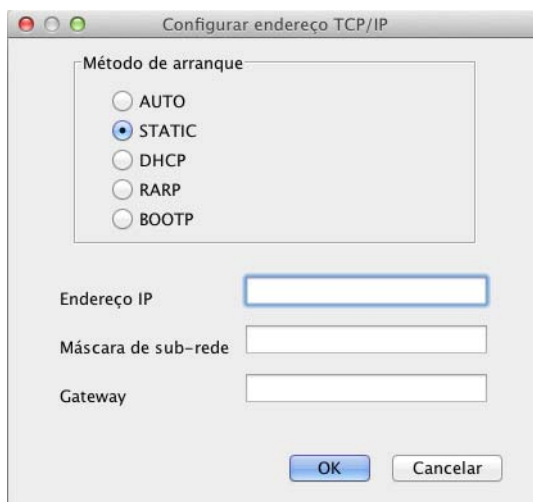 Configurar endereço TCP/IP
Método de arranque
AUTO
STATIC
DHCP
RARP
BOOTP
Endereço IP
Máscara de sub-rede
Gateway
OK Cancelar